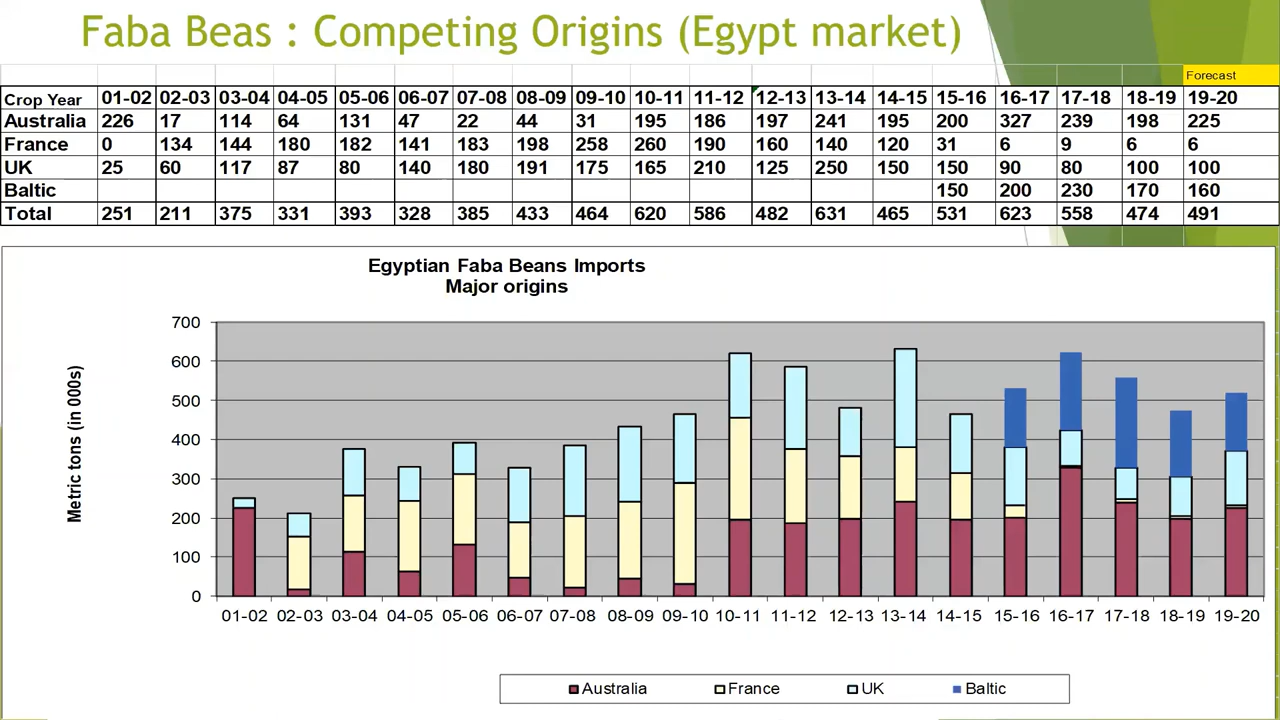 Faba Beas : Competing Origins (Egypt market)
Forecast
Crop Year 01-02 02-03 03-04 04-05 05-06 06-07 07-08 08-09 09-10 10-11 11-12 12-13 13-14 14-15 15-16 16-17 17-18 18-19 19-20
Australia 226 17 114 64 131 47 22 44 31 195 186 197 241 195 200 327 239 198 225
France 0 134 144 180 182 141 183 198 258 260 190 160 140 120 31 6 9 6 6
UK 25 60 117 87 80 140 180 191 175 165 210 125 250 150 150 90 80 100 100
Baltic 150 200 230 170 160
Total 251 211 375 331 393 328 385 433 464 620 586 482 631 465 531 623 558 474 491
Egyptian Faba Beans Imports
Major origins
Metric tons (in 000s)
700
600
500
400
300
200
100
0
01-02 02-03 03-04 04-05 05-06 06-07 07-08 08-09 09-10 10-11 11-12 12-13 13-14 14-15 15-16 16-17 17-18 18-19 19-20
Australia France UK Baltic